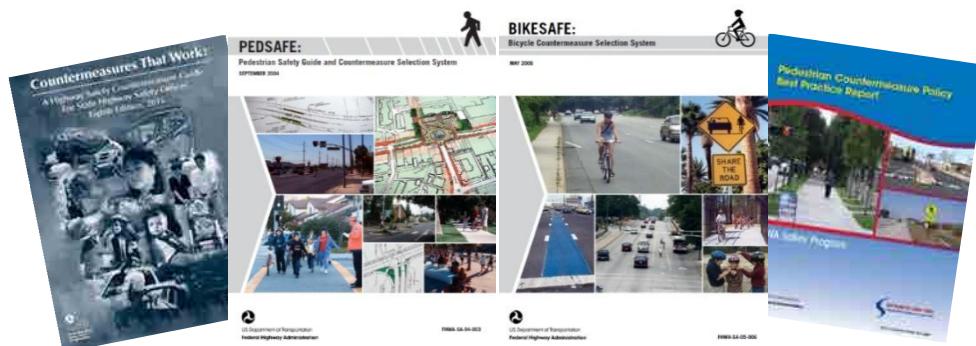 Countermeasures That Work:
A Highway Safety Countermeasure Guide
For State Highway Safety Offices
Eighth Edition, 2015
PEDSAFE:
Pedestrian Safety Guide and Countermeasure Selection System
SEPTEMBER 2004
US Department of Transportation
Federal Highway Administration
FHWA-SA-04-003
BIKESAFE:
Bicycle Countermeasure Selection System
MAY 2006
SHARE
THE
ROAD
US Department of Transportation
Federal Highway Administration
FHWA-SA-05-006
Pedestrian Countermeasure Policy
Best Practice Report
Safety Program